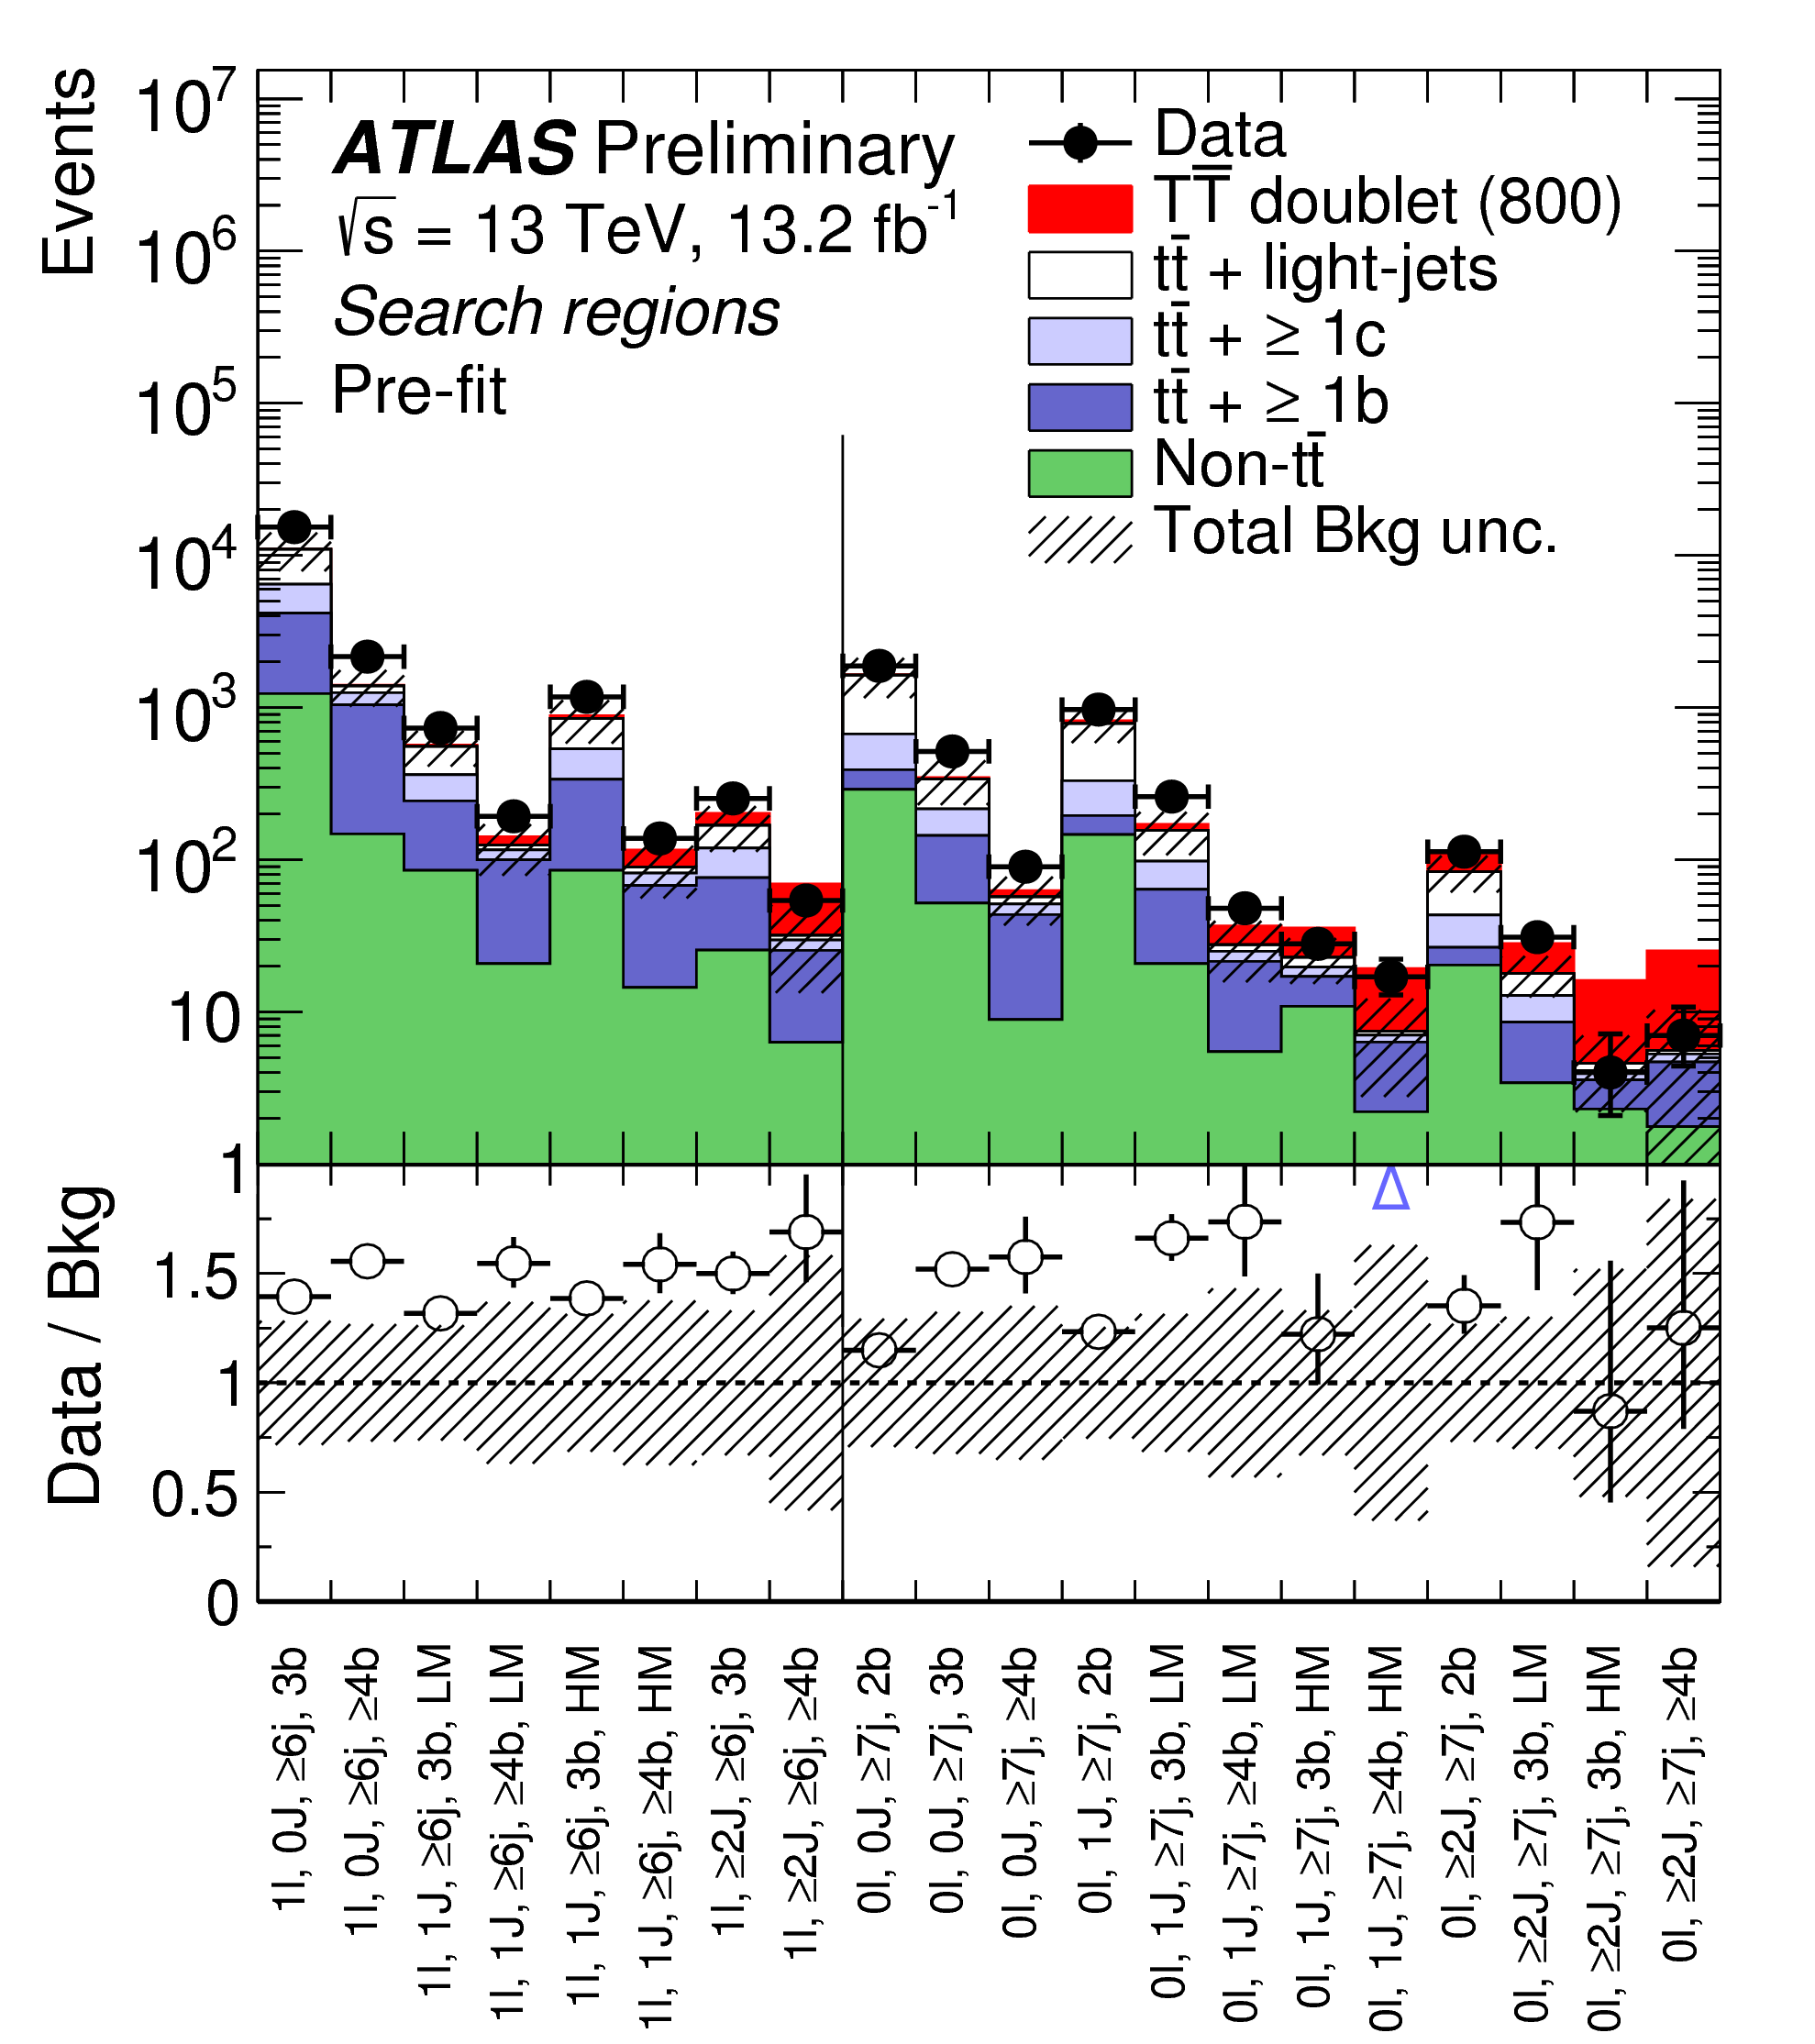 Events
10⁷
10⁶
10⁵
10⁴
10³
10²
10
1
ATLAS Preliminary
√s = 13 TeV, 13.2 fb⁻¹
Search regions
Pre-fit
Data
TT̅ doublet (800)
tt̅ + light-jets
tt̅ + ≥ 1c
tt̅ + ≥ 1b
Non-tt̅
Total Bkg unc.
Data / Bkg
1.5
1
0.5
0
1l, 0J, ≥6j, 3b
1l, 0J, ≥6j, ≥4b
1l, 1J, ≥6j, 3b, LM
1l, 1J, ≥6j, ≥4b, LM
1l, 1J, ≥6j, 3b, HM
1l, 1J, ≥6j, ≥4b, HM
1l, ≥2J, ≥6j, 3b
1l, ≥2J, ≥6j, ≥4b
0l, 0J, ≥7j, 2b
0l, 0J, ≥7j, 3b
0l, 0J, ≥7j, ≥4b
0l, 1J, ≥7j, 2b
0l, 1J, ≥7j, 3b, LM
0l, 1J, ≥7j, ≥4b, LM
0l, 1J, ≥7j, 3b, HM
0l, 1J, ≥7j, ≥4b, HM
0l, ≥2J, ≥7j, 2b
0l, ≥2J, ≥7j, 3b, LM
0l, ≥2J, ≥7j, 3b, HM
0l, ≥2J, ≥7j, ≥4b